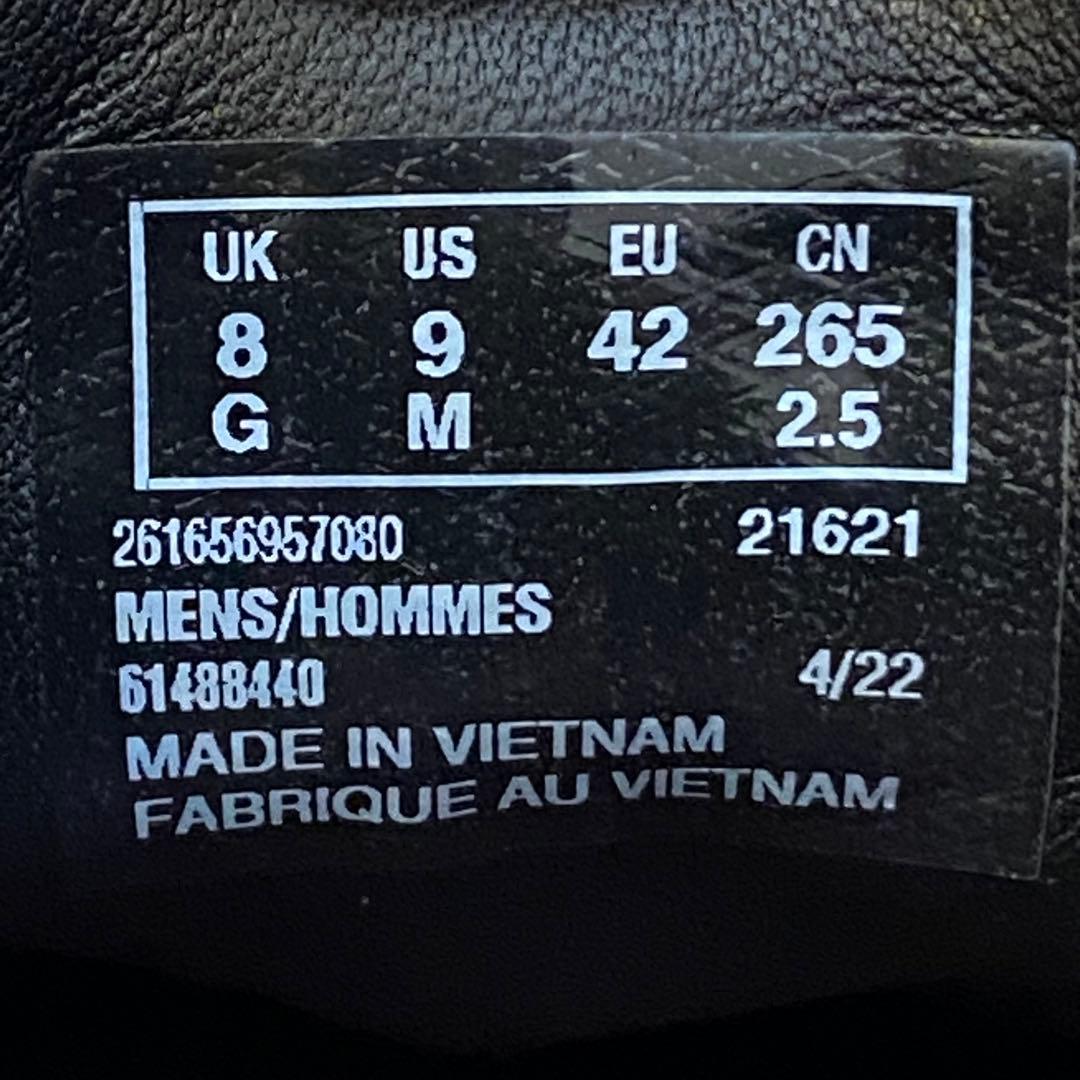 UK US EU CN
8 9 42 265
G M 2.5
261656957080 21621
MENS/HOMMES
61488440 4/22
MADE IN VIETNAM
FABRIQUE AU VIETNAM